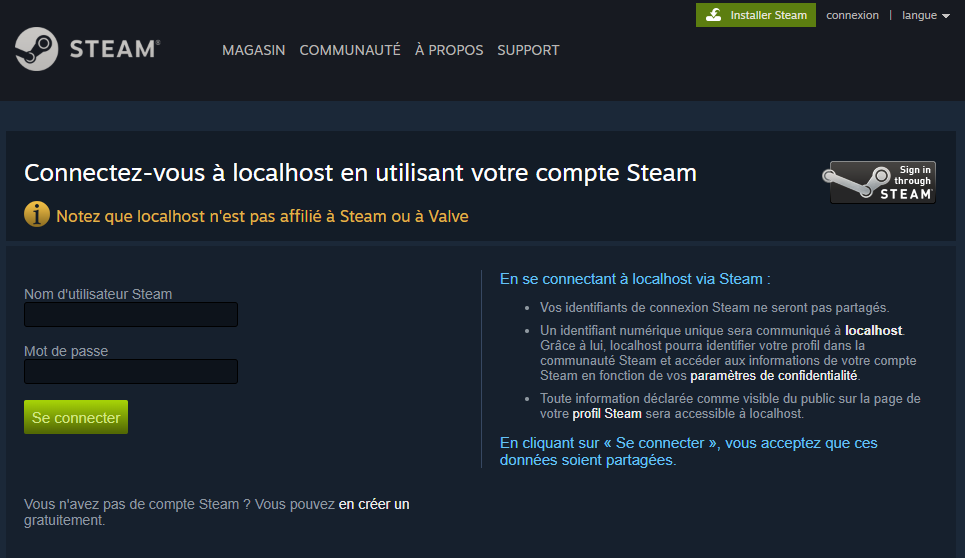 Installer Steam connexion | langue
STEAM®
MAGASIN COMMUNAUTÉ À PROPOS SUPPORT
Connectez-vous à localhost en utilisant votre compte Steam
Sign in
through
STEAM
Notez que localhost n'est pas affilié à Steam ou à Valve
Nom d'utilisateur Steam
Mot de passe
Se connecter
Vous n'avez pas de compte Steam ? Vous pouvez en créer un
gratuitement.
En se connectant à localhost via Steam :
• Vos identifiants de connexion Steam ne seront pas partagés.
• Un identifiant numérique unique sera communiqué à localhost.
Grâce à lui, localhost pourra identifier votre profil dans la
communauté Steam et accéder aux informations de votre compte
Steam en fonction de vos paramètres de confidentialité.
• Toute information déclarée comme visible du public sur la page de
votre profil Steam sera accessible à localhost.
En cliquant sur « Se connecter », vous acceptez que ces
données soient partagées.